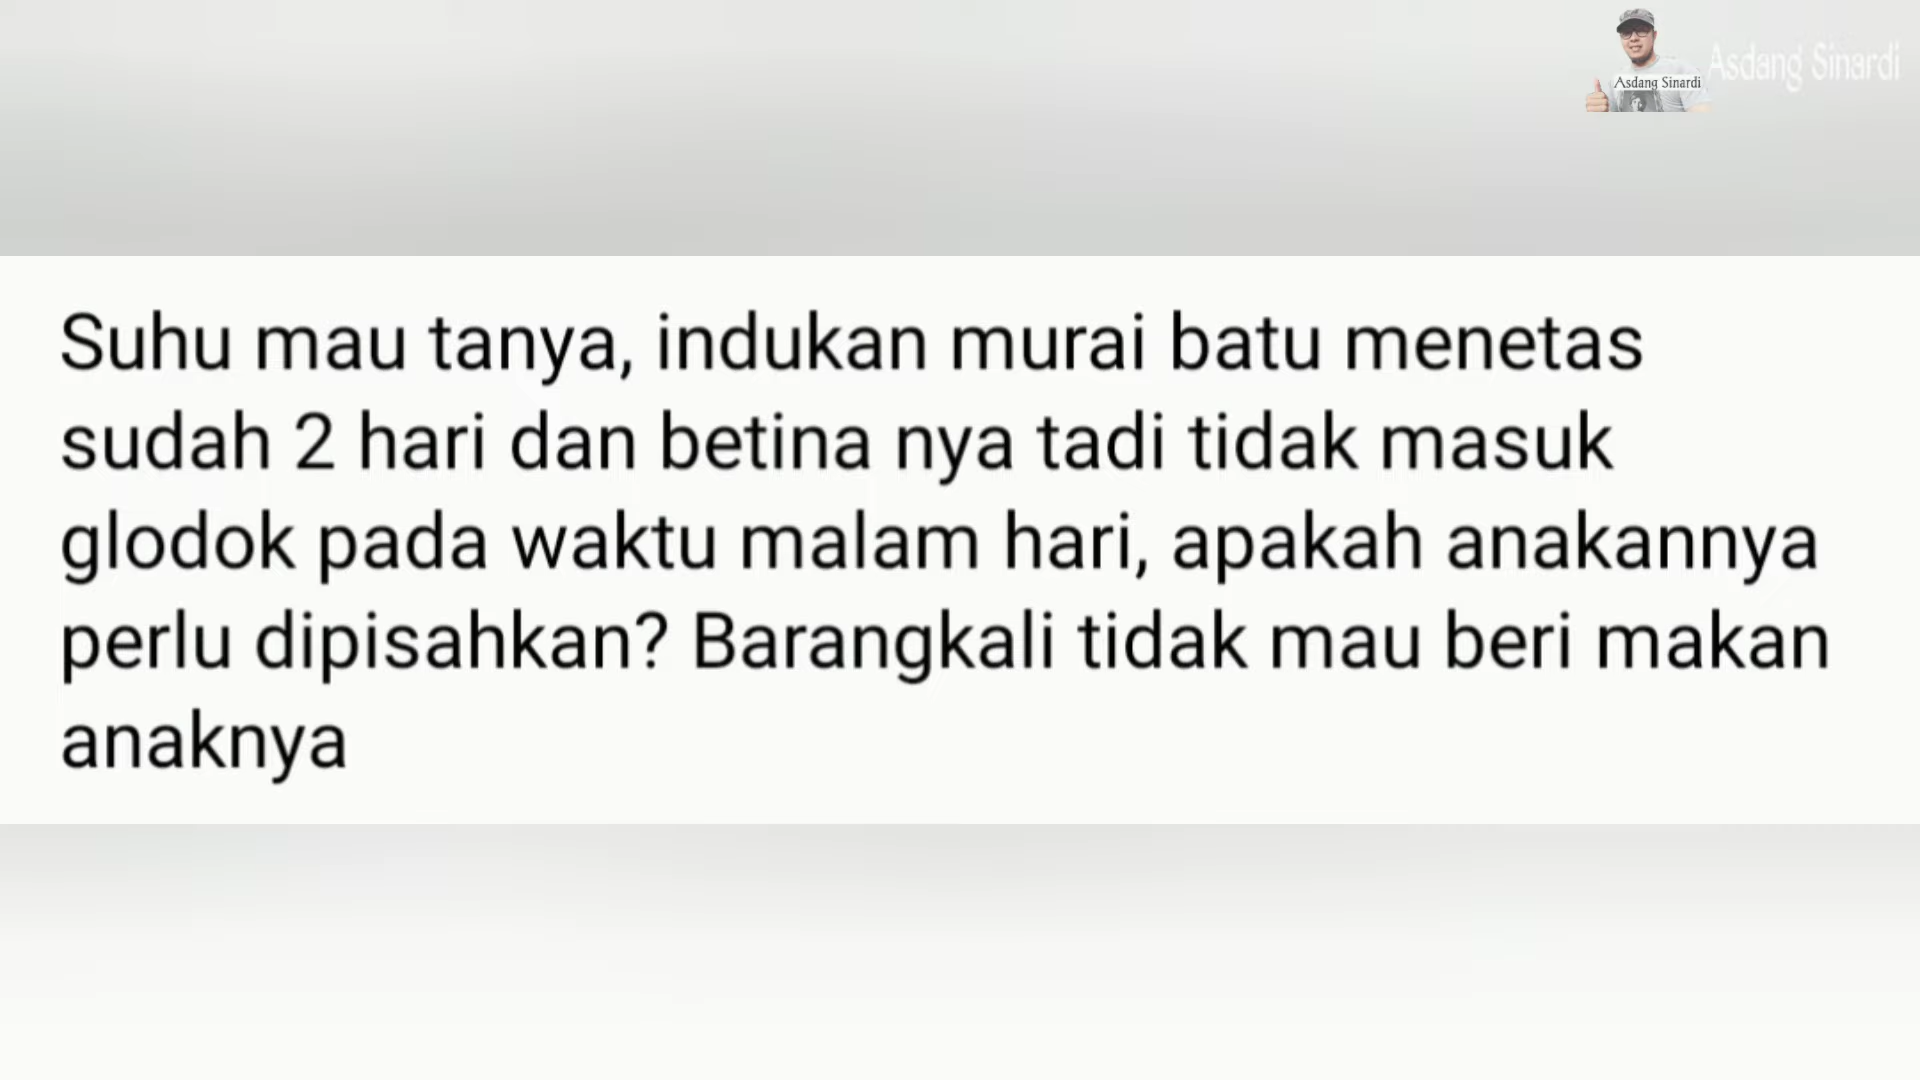 Asdang Sinardi
Asdang Sinardi
Suhu mau tanya, indukan murai batu menetas
sudah 2 hari dan betina nya tadi tidak masuk
glodok pada waktu malam hari, apakah anakannya
perlu dipisahkan? Barangkali tidak mau beri makan
anaknya